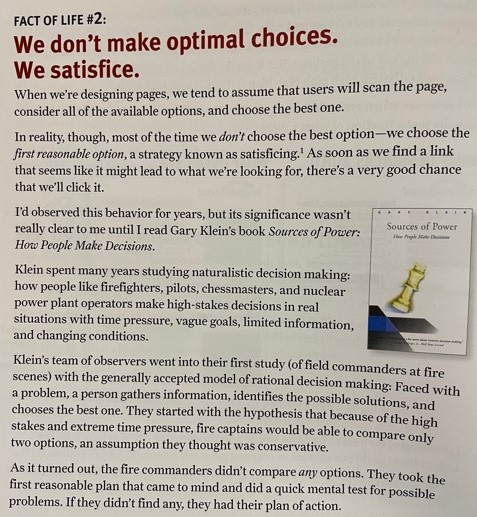 FACT OF LIFE #2:
We don't make optimal choices.
We satisfice.
When we're designing pages, we tend to assume that users will scan the page,
consider all of the available options, and choose the best one.
In reality, though, most of the time we don't choose the best option—we choose the
first reasonable option, a strategy known as satisficing.¹ As soon as we find a link
that seems like it might lead to what we're looking for, there's a very good chance
that we'll click it.
I'd observed this behavior for years, but its significance wasn't
really clear to me until I read Gary Klein's book Sources of Power:
How People Make Decisions.
GARY KLEIN
Sources of Power
How People Make Decisions
Klein spent many years studying naturalistic decision making:
how people like firefighters, pilots, chessmasters, and nuclear
power plant operators make high-stakes decisions in real
situations with time pressure, vague goals, limited information,
and changing conditions.
Klein's team of observers went into their first study (of field commanders at fire
scenes) with the generally accepted model of rational decision making: Faced with
a problem, a person gathers information, identifies the possible solutions, and
chooses the best one. They started with the hypothesis that because of the high
stakes and extreme time pressure, fire captains would be able to compare only
two options, an assumption they thought was conservative.
As it turned out, the fire commanders didn't compare any options. They took the
first reasonable plan that came to mind and did a quick mental test for possible
problems. If they didn't find any, they had their plan of action.